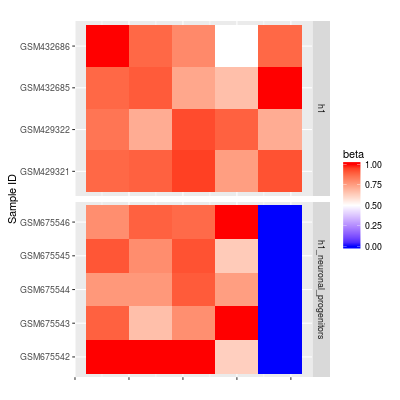 GSM432686
GSM432685
GSM429322
GSM429321
h1
GSM675546
GSM675545
GSM675544
GSM675543
GSM675542
h1_neuronal_progenitors
Sample ID
beta
1.00
0.75
0.50
0.25
0.00